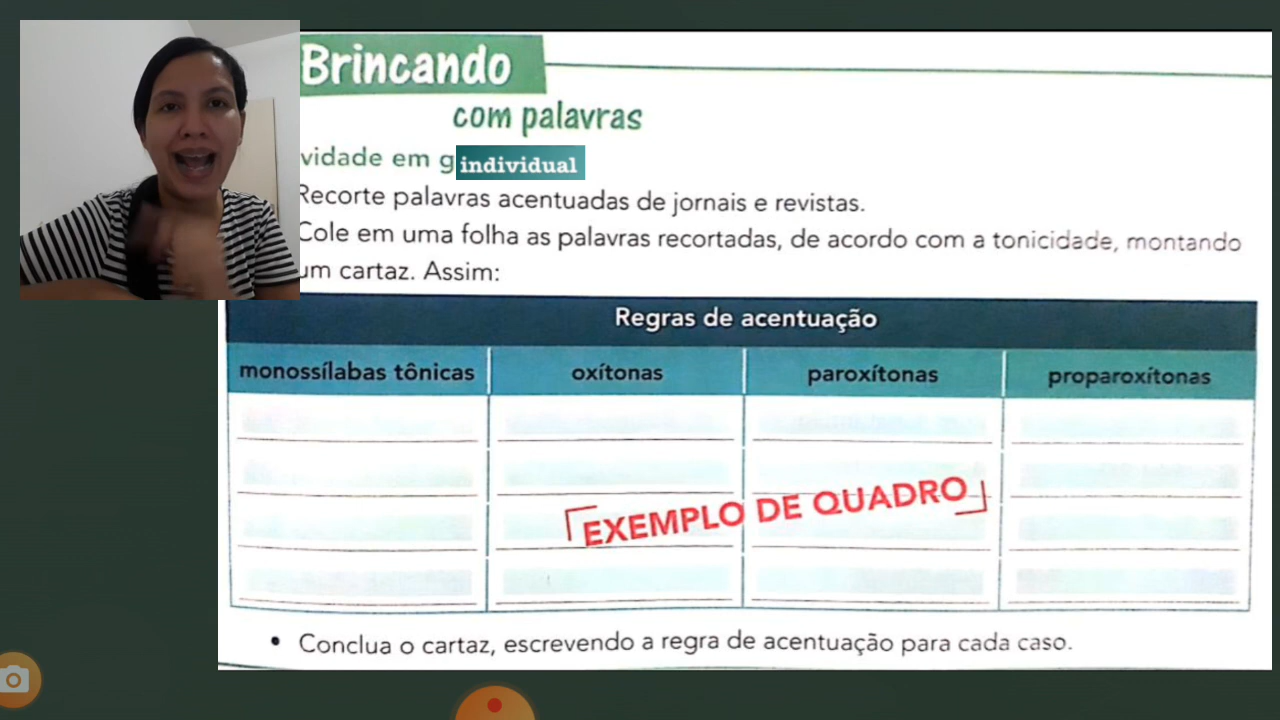 Brincando
com palavras
vidade em g individual
Recorte palavras acentuadas de jornais e revistas.
Cole em uma folha as palavras recortadas, de acordo com a tonicidade, montando
um cartaz. Assim:
Regras de acentuação
monossílabas tônicas oxítonas paroxítonas proparoxítonas
EXEMPLO DE QUADRO
• Conclua o cartaz, escrevendo a regra de acentuação para cada caso.